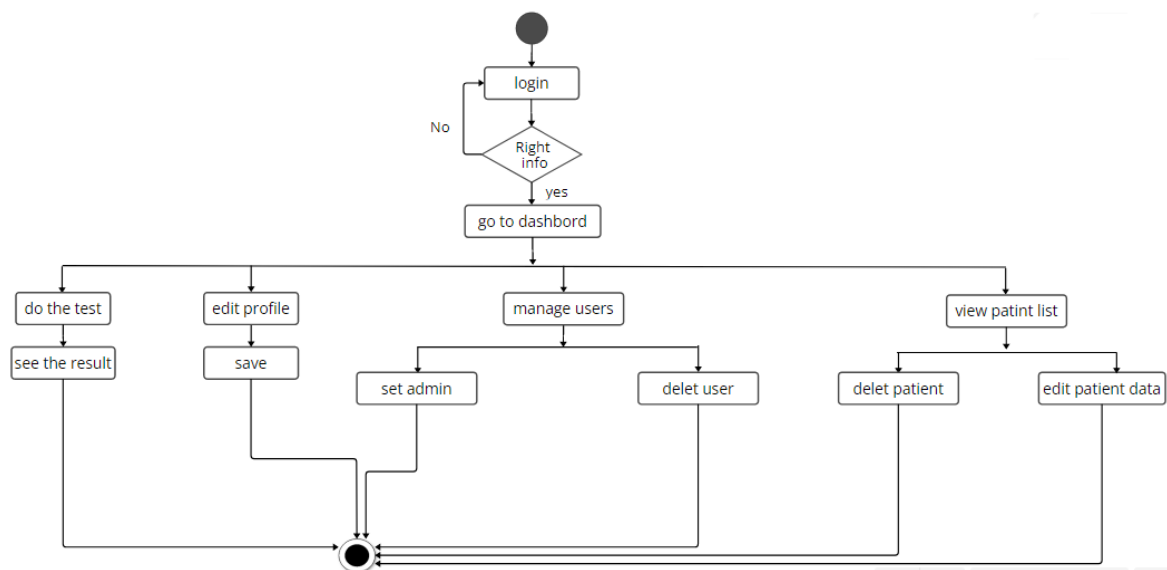 login
No
Right
info
yes
go to dashbord
do the test
edit profile
manage users
view patint list
see the result
save
set admin
delet user
delet patient
edit patient data